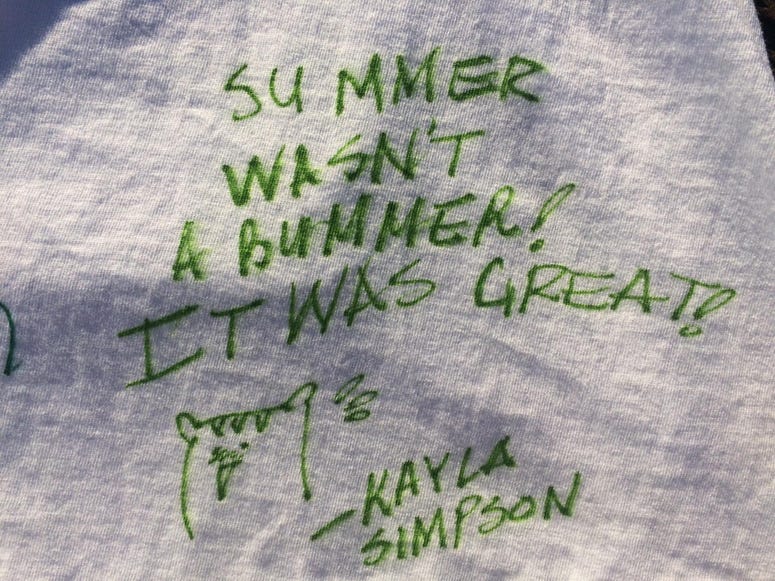 SUMMER
WASN'T
A BUMMER!
IT WAS GREAT!
-KAYLA
SIMPSON